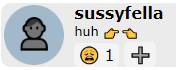 sussyfella
huh 👉👈
😩 1 ➕